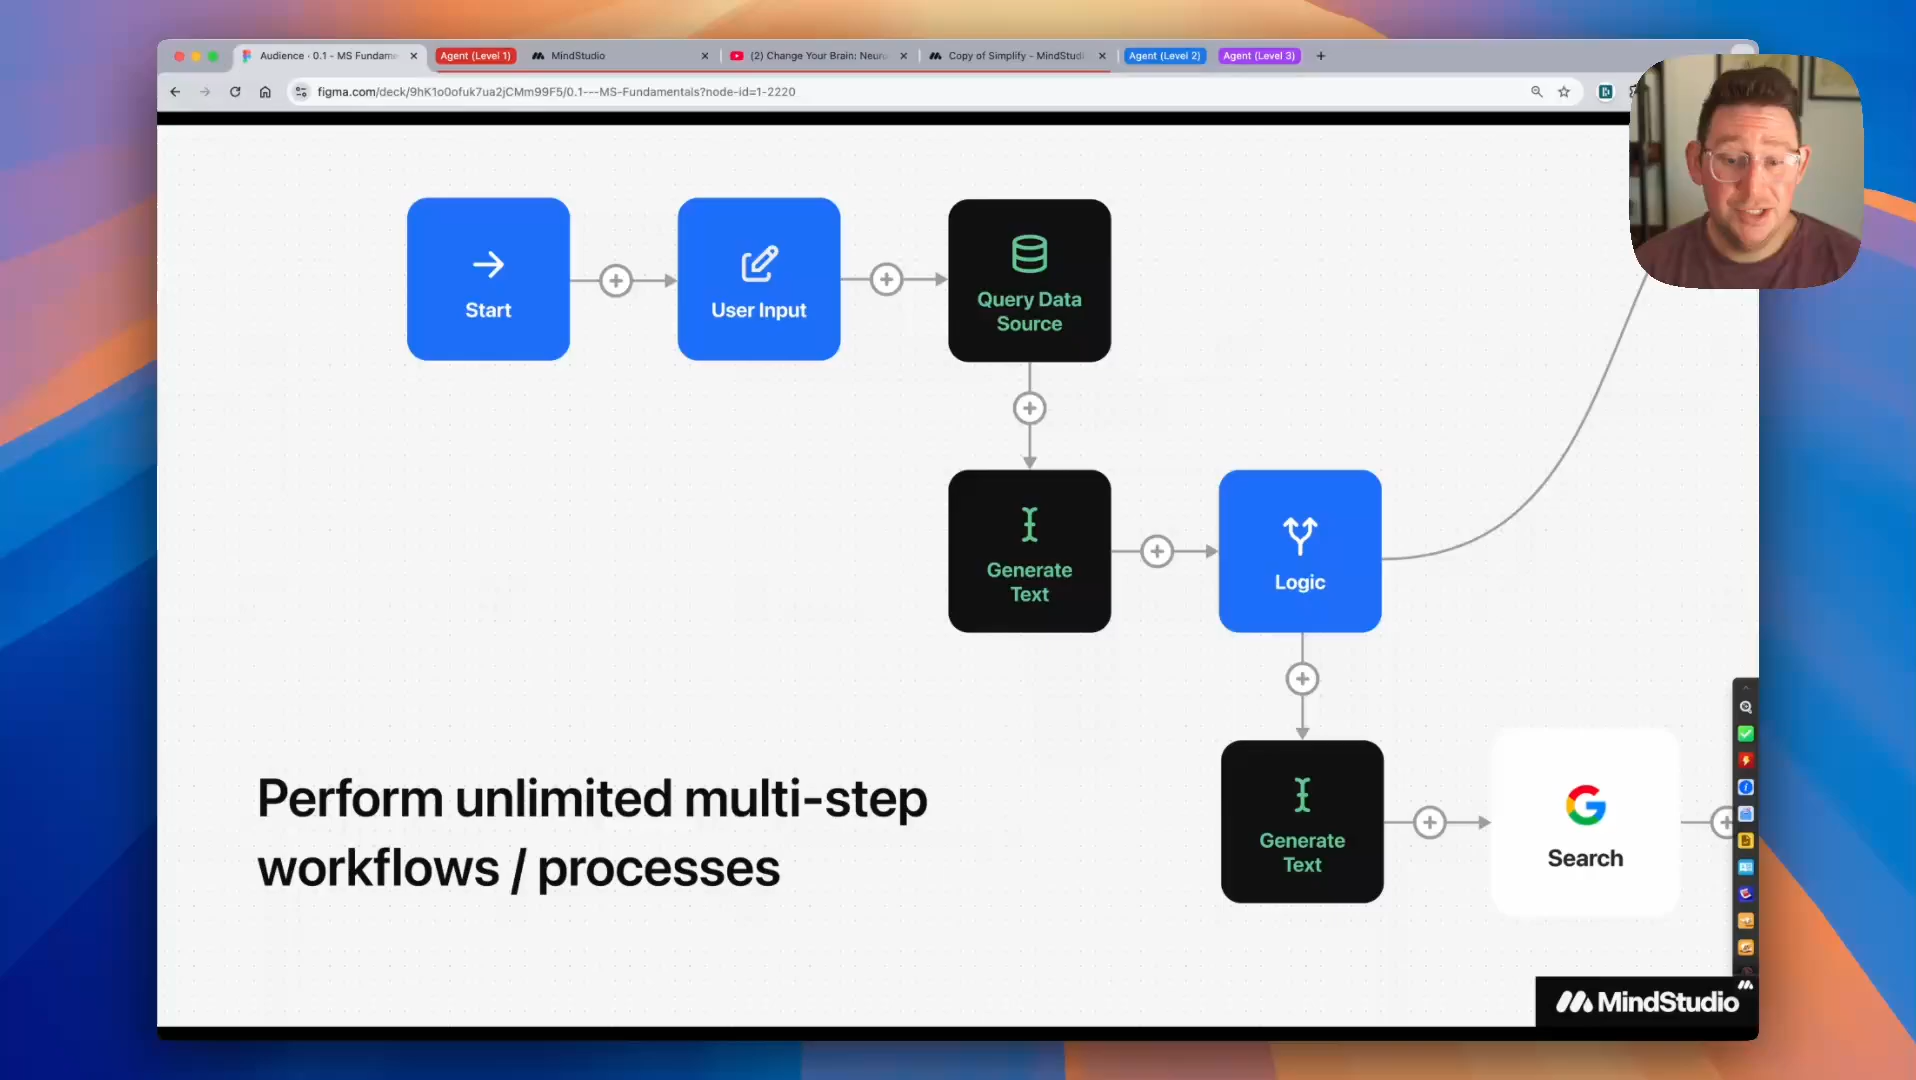 Audience · 0.1 - MS Fundame
Agent (Level 1)
MindStudio
(2) Change Your Brain: Neuro
Copy of Simplify - MindStudi
Agent (Level 2)
Agent (Level 3)
figma.com/deck/9hK1o0ofuk7ua2jCMm99F5/0.1---MS-Fundamentals?node-id=1-2220
Start
User Input
Query Data
Source
Generate
Text
Logic
Generate
Text
Search
Perform unlimited multi-step
workflows / processes
MindStudio